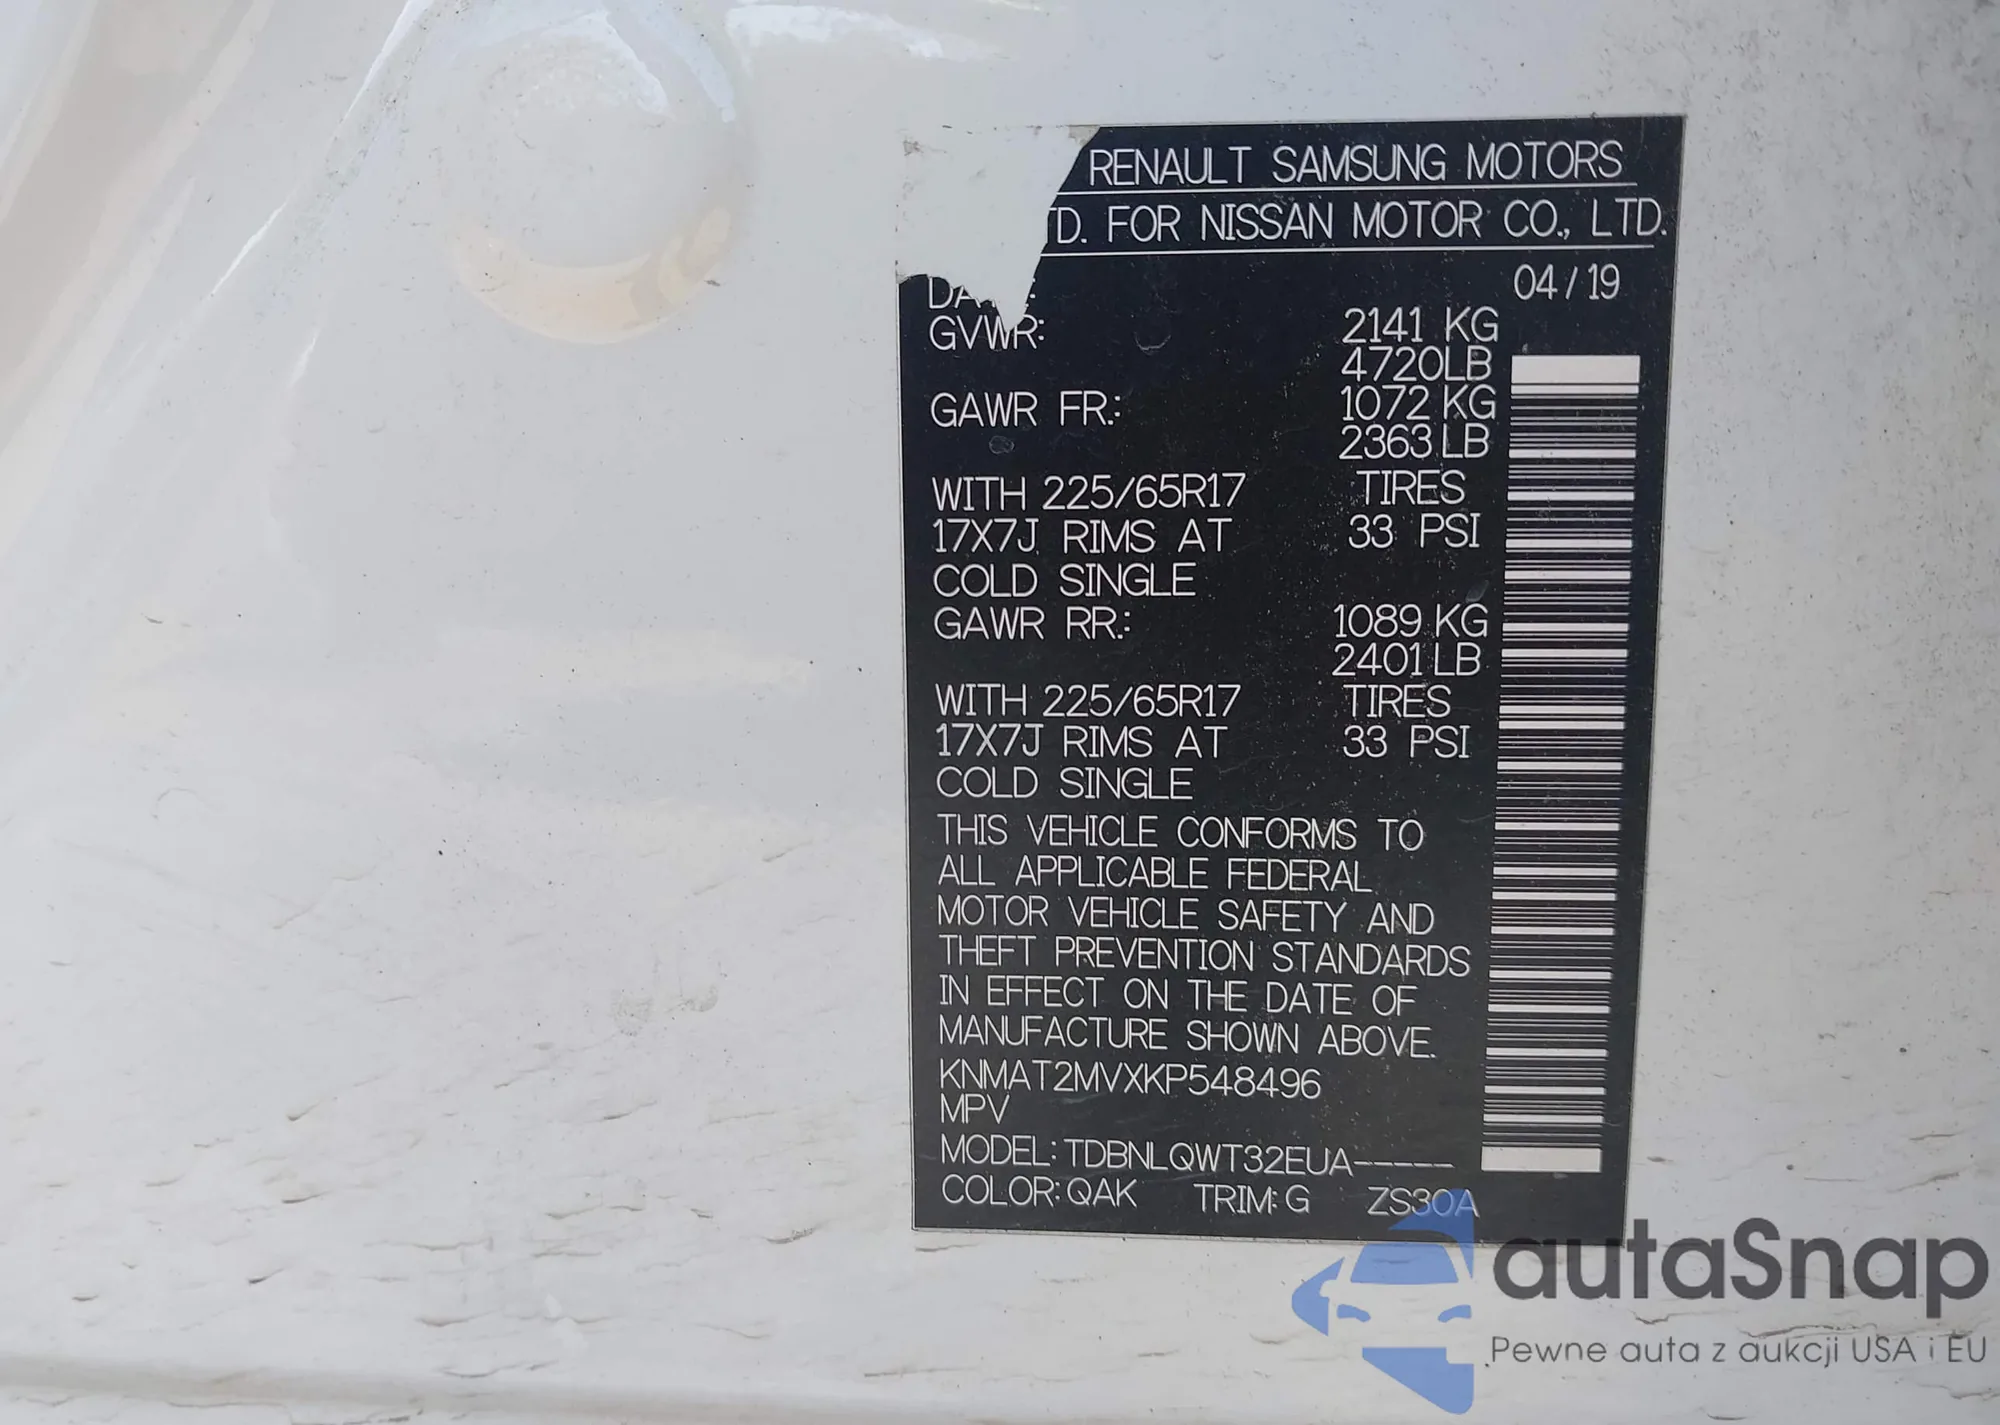 RENAULT SAMSUNG MOTORS
TD. FOR NISSAN MOTOR CO., LTD.
04/19
GVWR: 2141 KG
4720LB
GAWR FR.: 1072 KG
2363 LB
WITH 225/65R17 TIRES
17X7J RIMS AT 33 PSI
COLD SINGLE
GAWR RR.: 1089 KG
2401 LB
WITH 225/65R17 TIRES
17X7J RIMS AT 33 PSI
COLD SINGLE
THIS VEHICLE CONFORMS TO
ALL APPLICABLE FEDERAL
MOTOR VEHICLE SAFETY AND
THEFT PREVENTION STANDARDS
IN EFFECT ON THE DATE OF
MANUFACTURE SHOWN ABOVE.
KNMAT2MVXKP548496
MPV
MODEL: TDBNLQWT32EUA-----
COLOR: QAK TRIM: G ZS30A
autaSnap
Pewne auta z aukcji USA i EU